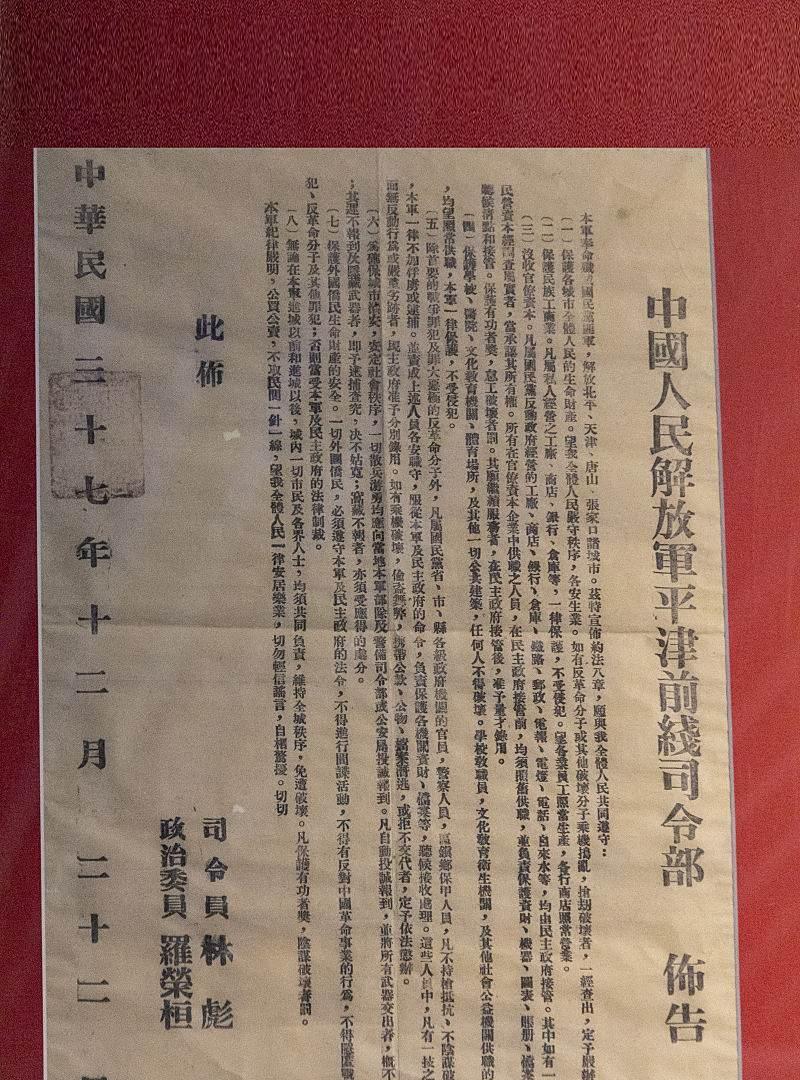 中國人民解放軍平津前綫司令部 佈告
本軍奉命殲滅國民黨匪軍，解放北平、天津、唐山、張家口諸城市。茲特宣佈約法八章，願與我全體人民共同遵守：
（一）保護各城市全體人民的生命財產。望我全體人民嚴守秩序，各安生業。如有反革命分子或其他破壞分子乘機搗亂，搶刼破壞者，一經查出，定予嚴辦
（二）保護民族工商業。凡屬私人經營之工廠、商店、銀行、倉庫等，一律保護，不受侵犯。望各業員工照常生產，各行商店照常營業。
（三）沒收官僚資本。凡屬國民黨反動政府經營的工廠、商店、銀行、倉庫、鐵路、郵政、電報、電燈、電話、自來水等，均由民主政府接管。其中如有一
民營資本經調查屬實者，當承認其所有權。所有在官僚資本企業中供職之人員，在民主政府接管前，均須照舊供職，並負責保護資財、機器、圖表、賬册、檔案
聽候清點和接管。保護有功者獎，怠工破壞者罰。其願繼續服務者，在民主政府接管後，准予量才錄用。
（四）保護學校、醫院、文化教育機關、體育場所，及其他一切公共建築，任何人不得破壞。學校教職員，文化教育衛生機關，及其他社會公益機關供職的
，均望照常供職，本軍一律保護，不受侵犯。
（五）除首要的戰爭罪犯及罪大惡極的反革命分子外，凡屬國民黨省、市、縣各級政府機關的官員，警察人員，區鎮鄉保甲人員，凡不持槍抵抗、不陰謀破
，本軍一律不加俘虜或逮捕。並責成上述人員各安職守，服從本軍及民主政府的命令，負責保護各機關資財、檔案等，聽候接收處理。這些人員中，凡有一技之
而無反動行爲或嚴重劣跡者，民主政府准予分別錄用。如有乘機破壞，偷盜舞弊，携帶公款、公物、檔案潛逃，或拒不交代者，定予依法懲辦。
（六）爲確保城市治安，安定社會秩序，一切散兵游勇均應向當地本軍部隊及警備司令部或公安局投誠報到。凡自動投誠報到，並將所有武器交出者，概不
；其遲不報到及隱藏武器者，即予逮捕查究，決不姑寬；窩藏不報者，亦須受應得的處分。
（七）保護外國僑民生命財產的安全。一切外國僑民，必須遵守本軍及民主政府的法令，不得進行間諜活動，不得有反對中國革命事業的行爲，不得隱匿戰
犯、反革命分子及其他罪犯；否則當受本軍及民主政府的法律制裁。
（八）無論在本軍進城以前和進城以後，城內一切市民及各界人士，均須共同負責，維持全城秩序，免遭破壞。凡保護有功者獎，陰謀破壞者罰。
本軍紀律嚴明，公買公賣，不取民間一針一線，望我全體人民一律安居樂業，切勿輕信謠言，自相驚擾。切切
此佈
司令員 林 彪
政治委員 羅榮桓
中華民國三十七年十二月二十二